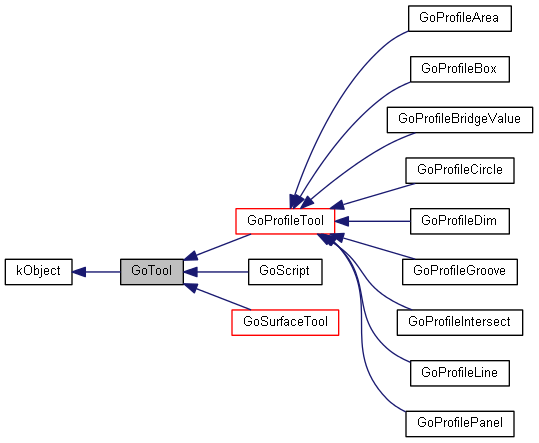 GoProfileArea
GoProfileBox
GoProfileBridgeValue
GoProfileCircle
GoProfileTool
GoProfileDim
GoProfileGroove
kObject
GoTool
GoScript
GoSurfaceTool
GoProfileIntersect
GoProfileLine
GoProfilePanel